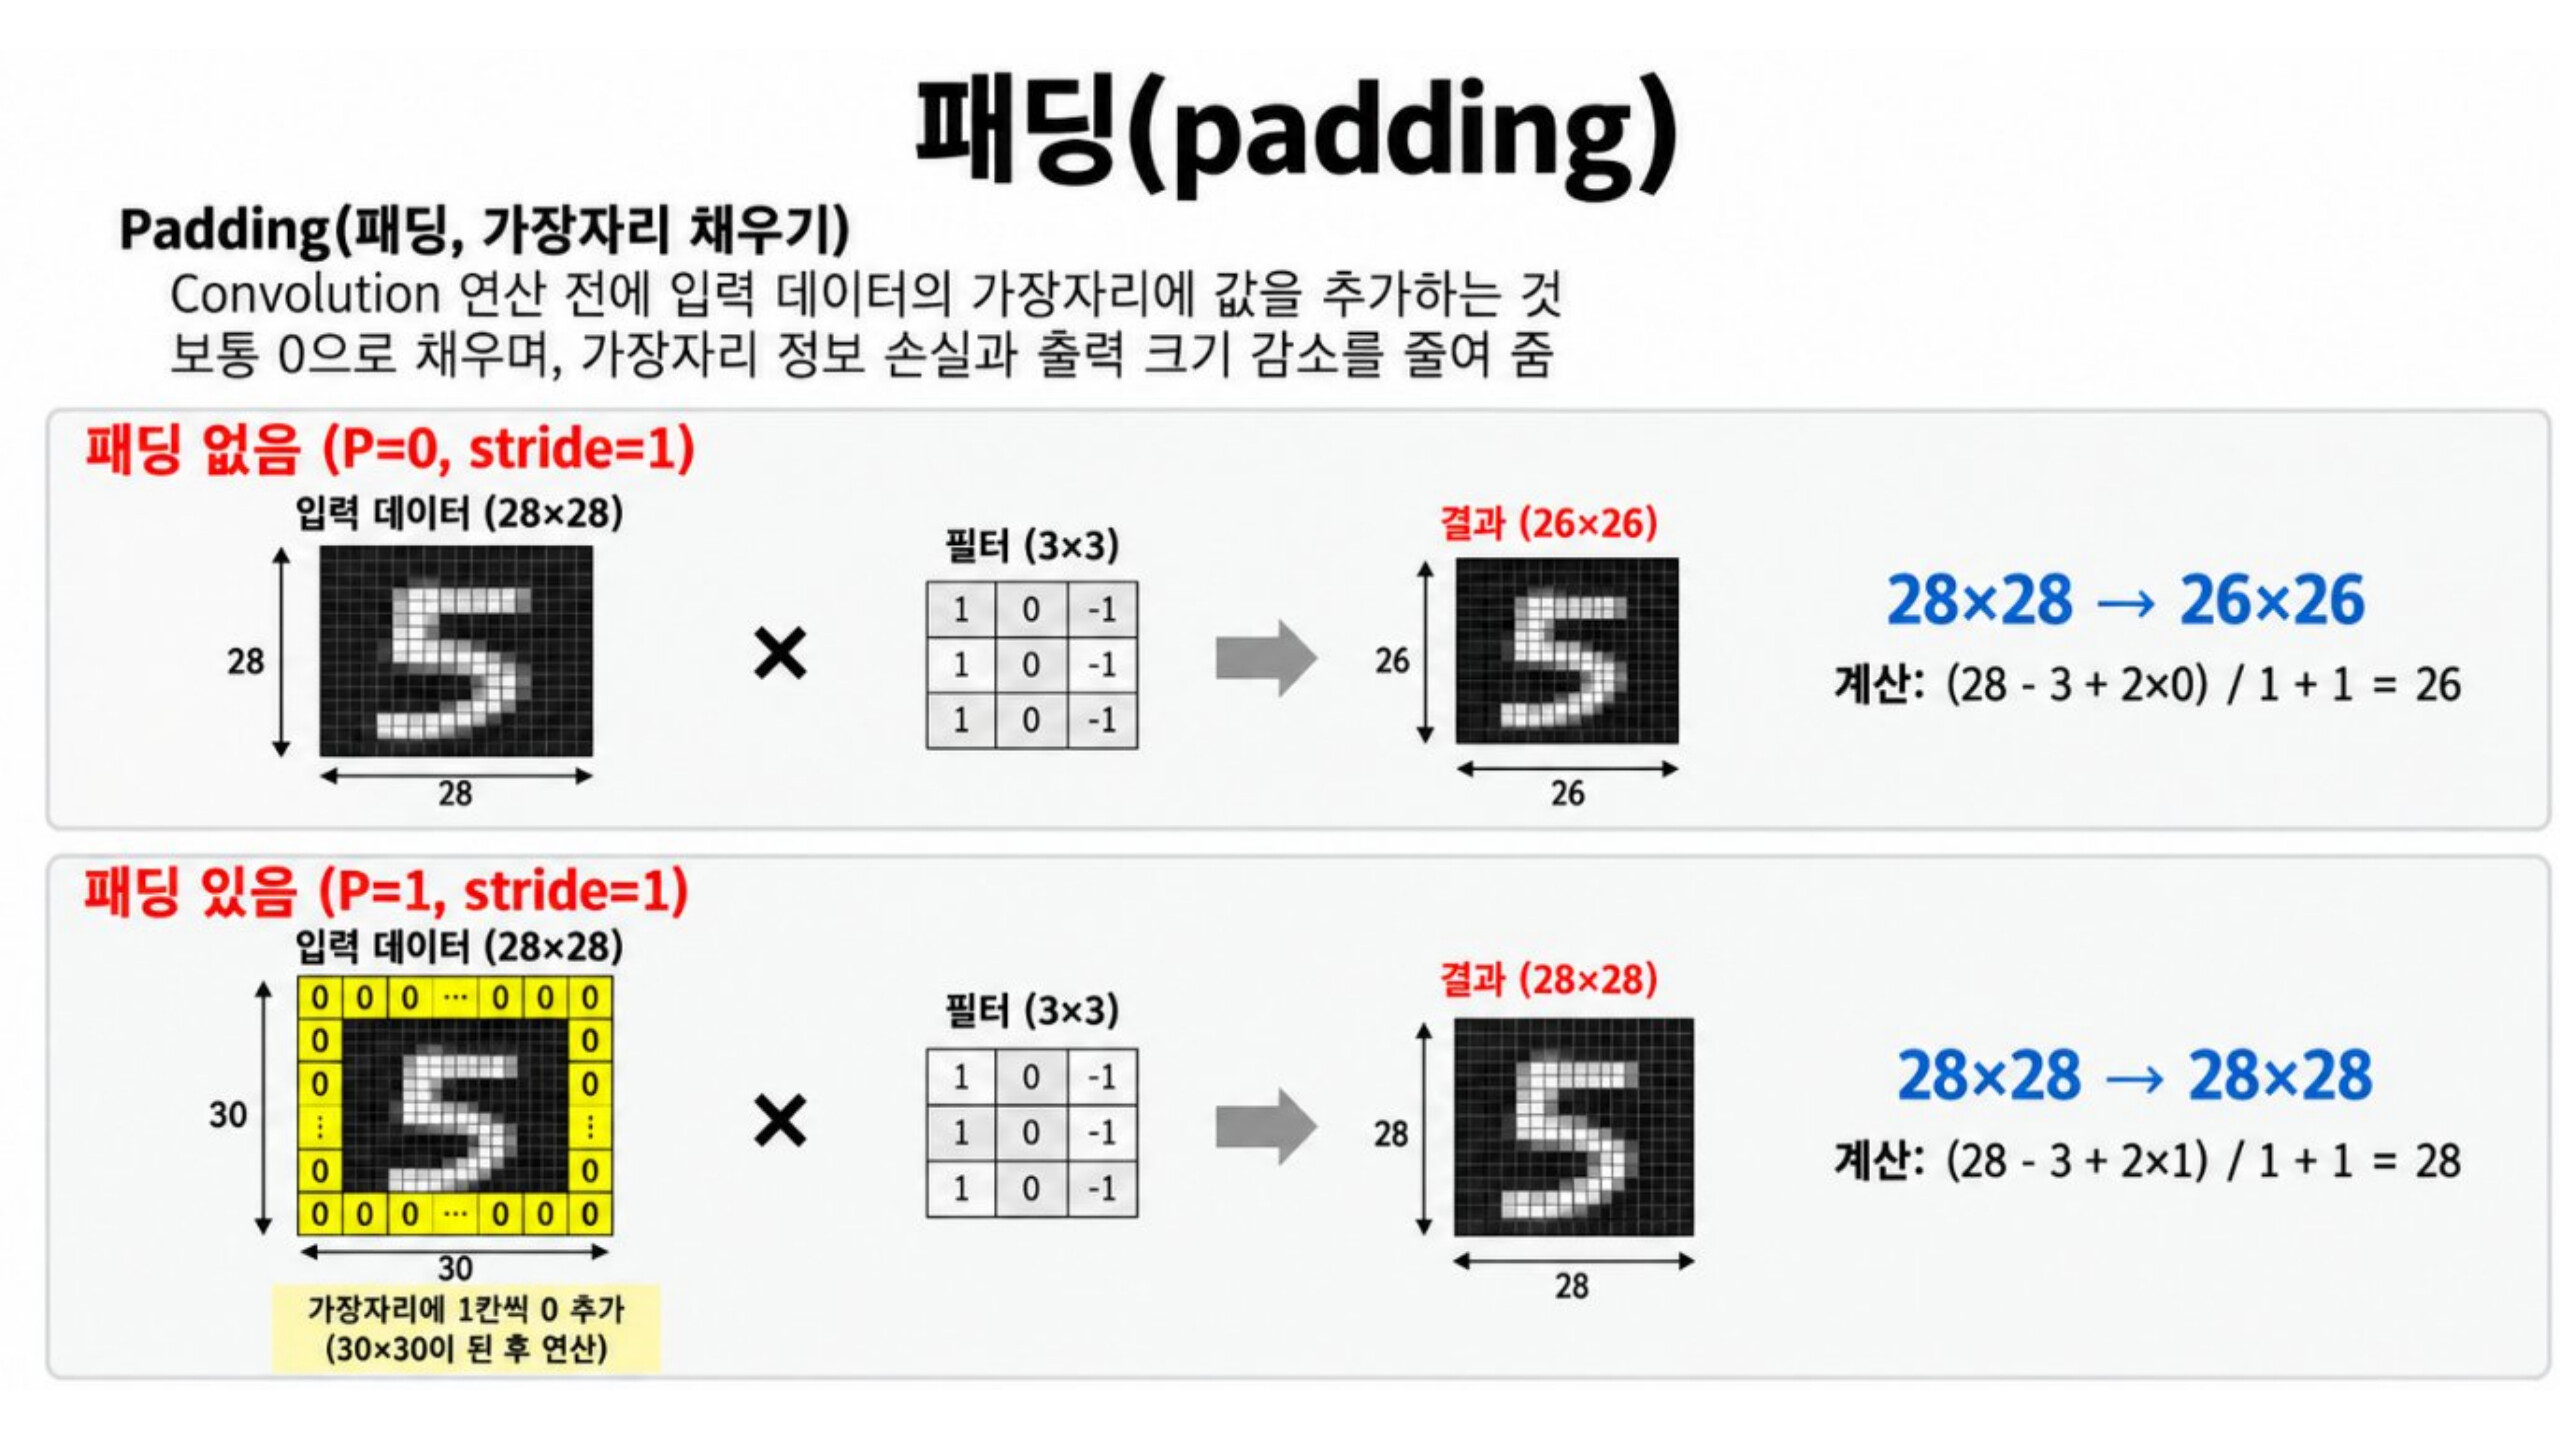 패딩(padding)
Padding(패딩, 가장자리 채우기)
Convolution 연산 전에 입력 데이터의 가장자리에 값을 추가하는 것
보통 0으로 채우며, 가장자리 정보 손실과 출력 크기 감소를 줄여 줌
패딩 없음 (P=0, stride=1)
입력 데이터 (28×28)
28
28
×
필터 (3×3)
1 0 -1
1 0 -1
1 0 -1
결과 (26×26)
26
26
28×28 → 26×26
계산: (28 - 3 + 2×0) / 1 + 1 = 26
패딩 있음 (P=1, stride=1)
입력 데이터 (28×28)
0 0 0 ... 0 0 0
0 0
0 0
⋮ ⋮
0 0
0 0 0 ... 0 0 0
30
30
가장자리에 1칸씩 0 추가
(30×30이 된 후 연산)
×
필터 (3×3)
1 0 -1
1 0 -1
1 0 -1
결과 (28×28)
28
28
28×28 → 28×28
계산: (28 - 3 + 2×1) / 1 + 1 = 28